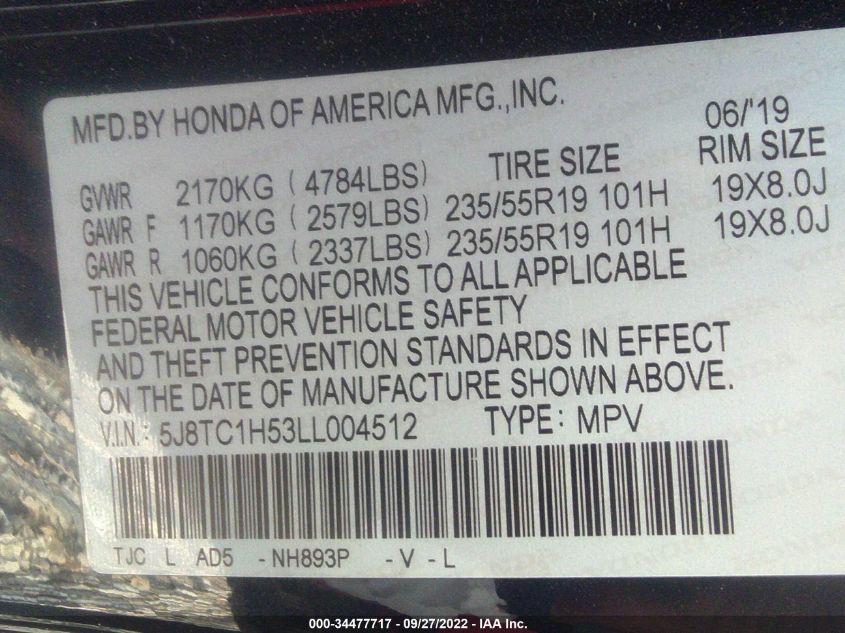 MFD.BY HONDA OF AMERICA MFG.,INC. 06/'19
TIRE SIZE RIM SIZE
GVWR 2170KG ( 4784LBS)
GAWR F 1170KG ( 2579LBS) 235/55R19 101H 19X8.0J
GAWR R 1060KG ( 2337LBS) 235/55R19 101H 19X8.0J
THIS VEHICLE CONFORMS TO ALL APPLICABLE
FEDERAL MOTOR VEHICLE SAFETY
AND THEFT PREVENTION STANDARDS IN EFFECT
ON THE DATE OF MANUFACTURE SHOWN ABOVE.
V.I.N.: 5J8TC1H53LL004512 TYPE: MPV
TJC L AD5 -NH893P -V-L
000-34477717 - 09/27/2022 - IAA Inc.